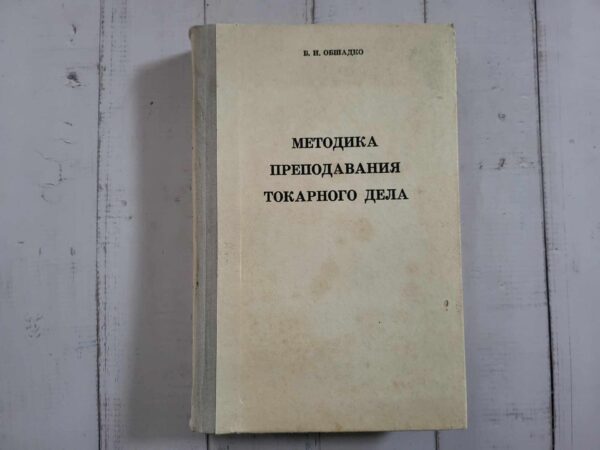 Б. И. ОБШАДКО
МЕТОДИКА
ПРЕПОДАВАНИЯ
ТОКАРНОГО ДЕЛА